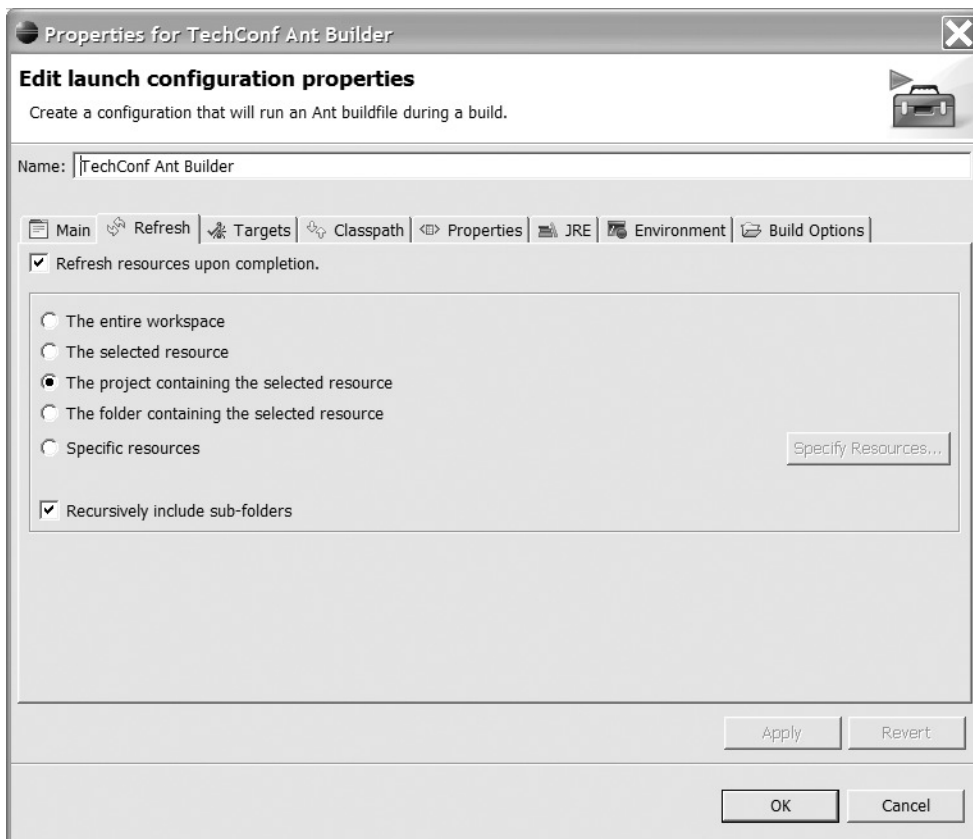 Properties for TechConf Ant Builder
Edit launch configuration properties
Create a configuration that will run an Ant buildfile during a build.
Name: TechConf Ant Builder
Main Refresh Targets Classpath Properties JRE Environment Build Options
Refresh resources upon completion.
The entire workspace
The selected resource
The project containing the selected resource
The folder containing the selected resource
Specific resources Specify Resources...
Recursively include sub-folders
Apply Revert
OK Cancel